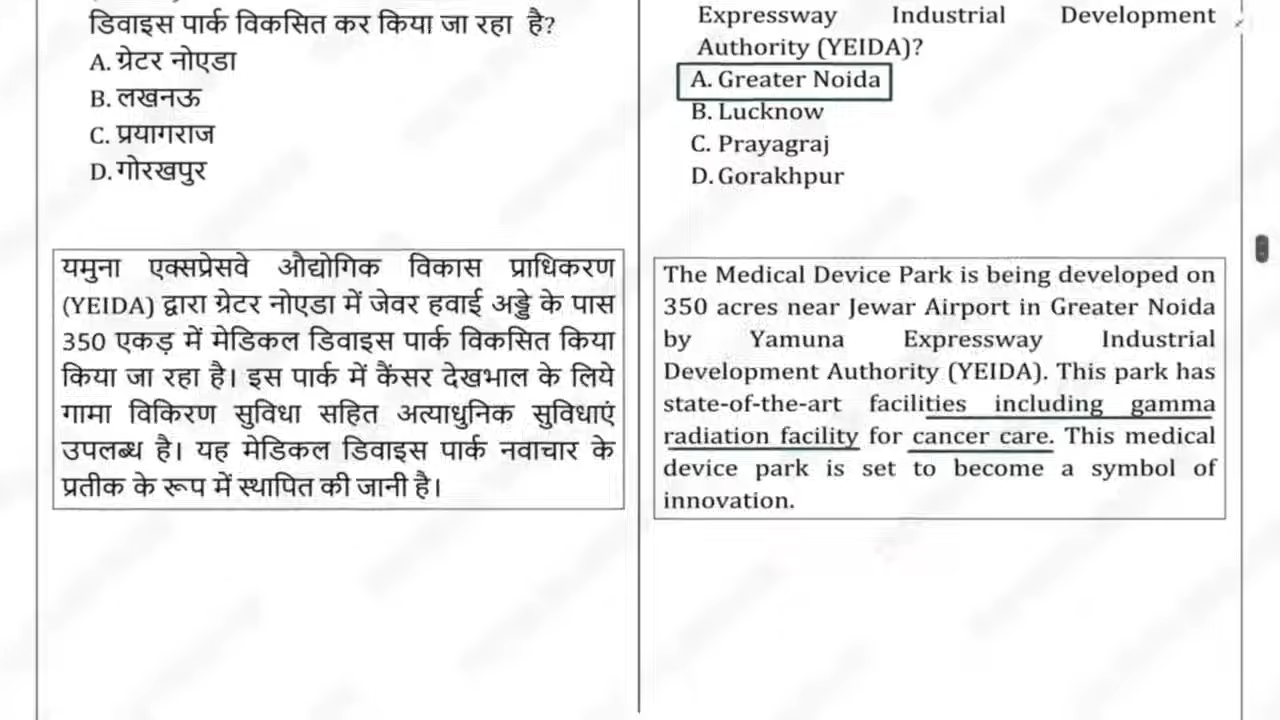 डिवाइस पार्क विकसित कर किया जा रहा है?
A. ग्रेटर नोएडा
B. लखनऊ
C. प्रयागराज
D. गोरखपुर
यमुना एक्सप्रेसवे औद्योगिक विकास प्राधिकरण
(YEIDA) द्वारा ग्रेटर नोएडा में जेवर हवाई अड्डे के पास
350 एकड़ में मेडिकल डिवाइस पार्क विकसित किया
किया जा रहा है। इस पार्क में कैंसर देखभाल के लिये
गामा विकिरण सुविधा सहित अत्याधुनिक सुविधाएं
उपलब्ध है। यह मेडिकल डिवाइस पार्क नवाचार के
प्रतीक के रूप में स्थापित की जानी है।
Expressway Industrial Development
Authority (YEIDA)?
A. Greater Noida
B. Lucknow
C. Prayagraj
D. Gorakhpur
The Medical Device Park is being developed on
350 acres near Jewar Airport in Greater Noida
by Yamuna Expressway Industrial
Development Authority (YEIDA). This park has
state-of-the-art facilities including gamma
radiation facility for cancer care. This medical
device park is set to become a symbol of
innovation.